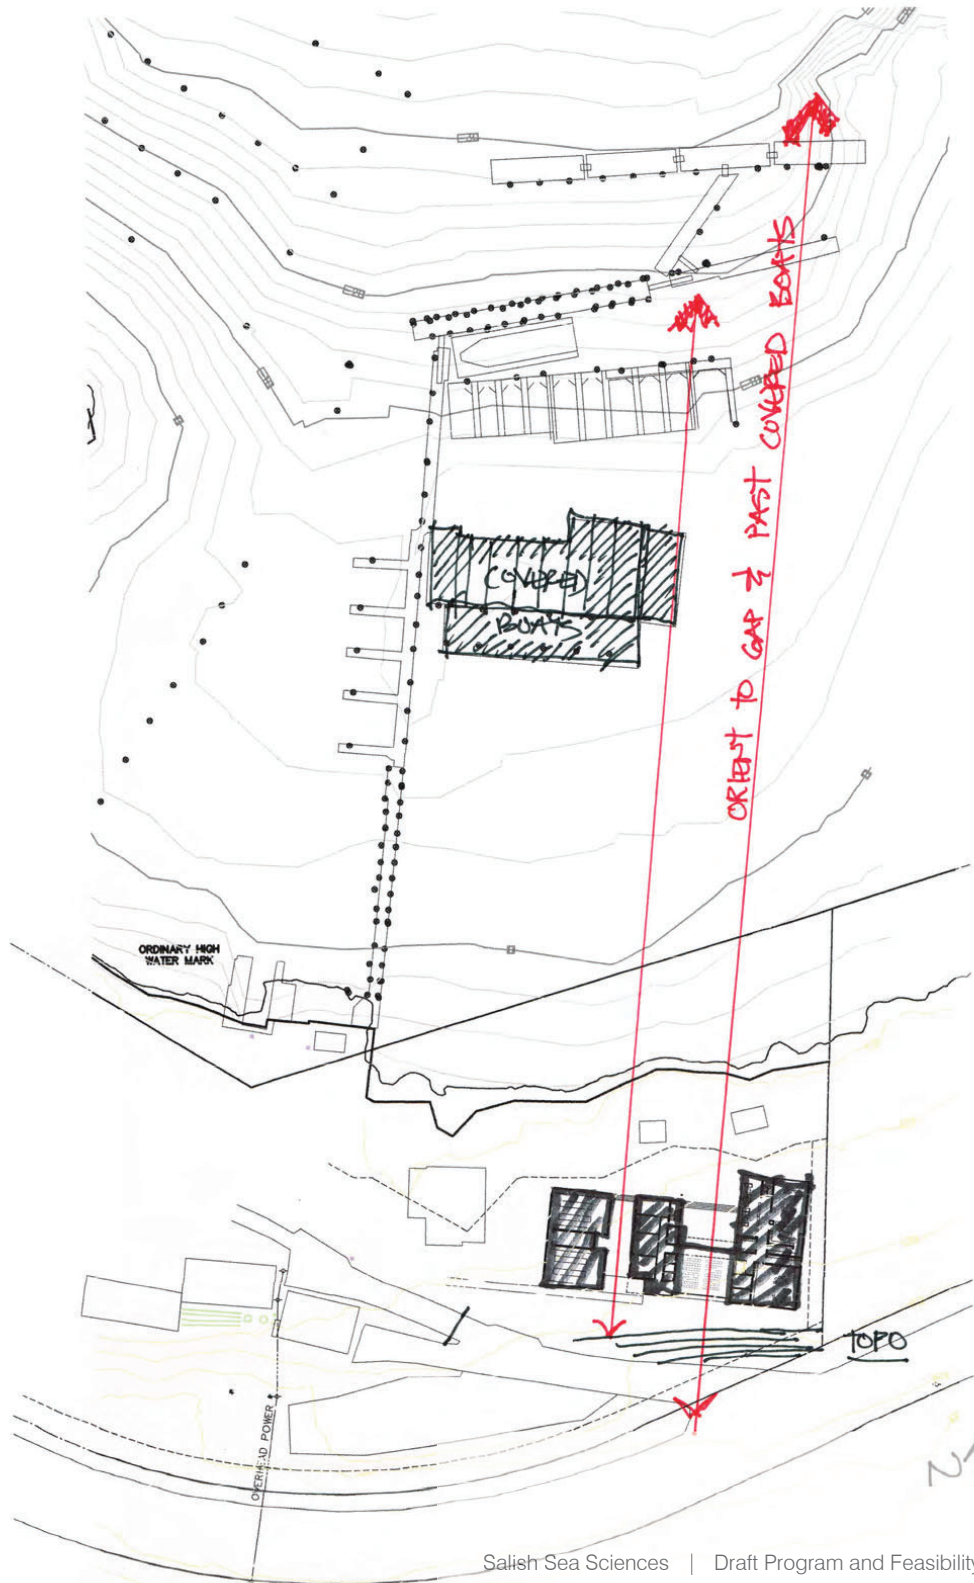 ORIENT TO GAP & PAST COVERED BOATS
COVERED
BOATS
ORDINARY HIGH
WATER MARK
TOPO
OVERHEAD POWER
N
Salish Sea Sciences | Draft Program and Feasibility